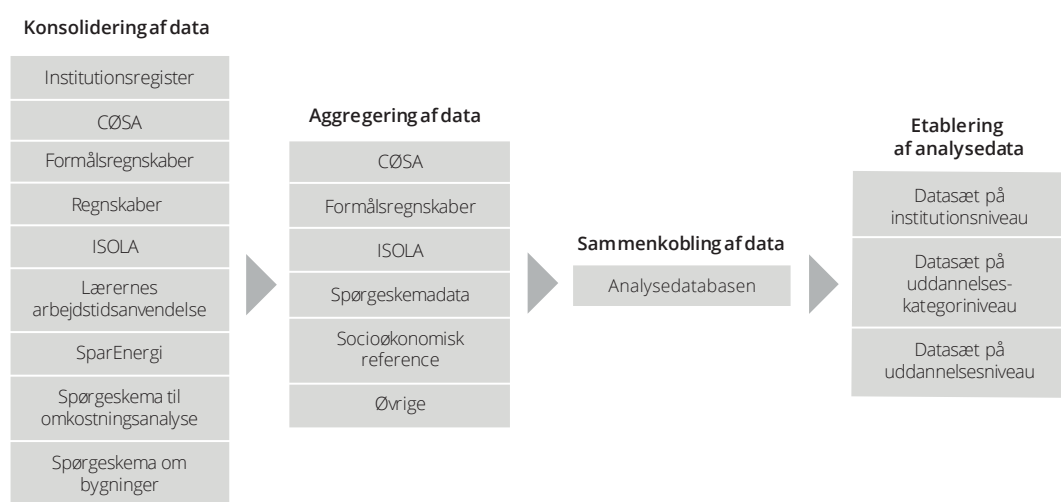 Konsolidering af data
Institutionsregister
CØSA
Formålsregnskaber
Regnskaber
ISOLA
Lærernes
arbejdstidsanvendelse
SparEnergi
Spørgeskema til
omkostningsanalyse
Spørgeskema om
bygninger
Aggregering af data
CØSA
Formålsregnskaber
ISOLA
Spørgeskemadata
Socioøkonomisk
reference
Øvrige
Sammenkobling af data
Analysedatabasen
Etablering
af analysedata
Datasæt på
institutionsniveau
Datasæt på
uddannelses-
kategoriniveau
Datasæt på
uddannelsesniveau